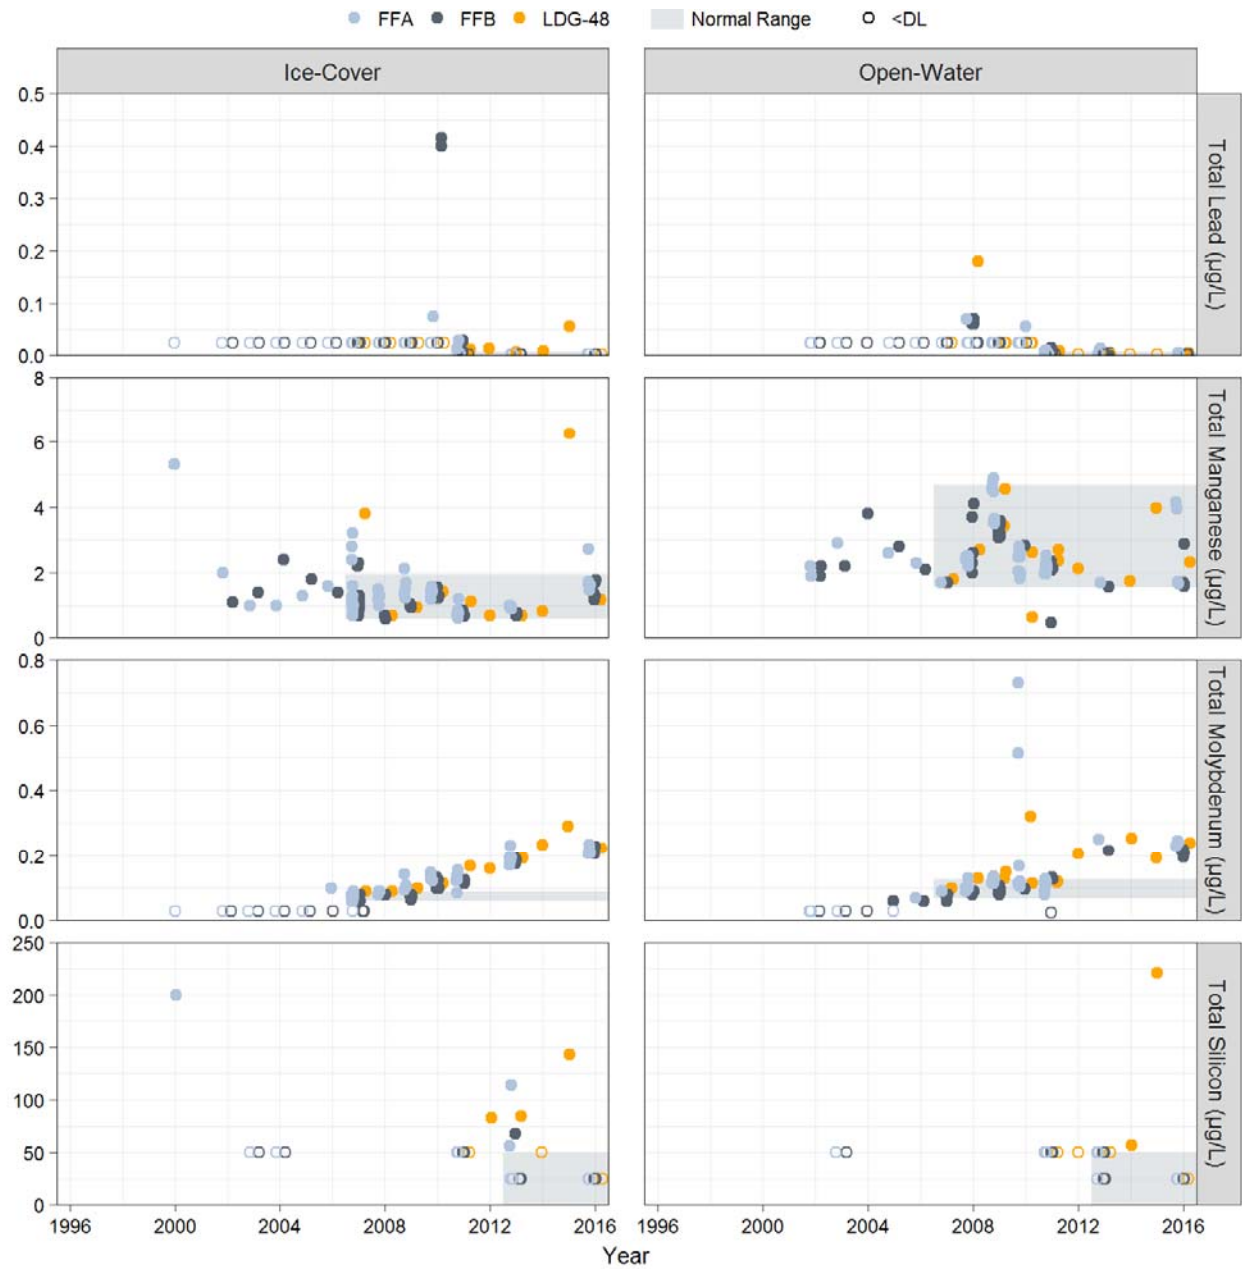 FFA FFB LDG-48 Normal Range <DL
Ice-Cover Open-Water
0.5
0.4
0.3
0.2
0.1
0.0
Total Lead (µg/L)
8
6
4
2
0
Total Manganese (µg/L)
0.8
0.6
0.4
0.2
0.0
Total Molybdenum (µg/L)
250
200
150
100
50
0
Total Silicon (µg/L)
1996 2000 2004 2008 2012 2016 1996 2000 2004 2008 2012 2016
Year